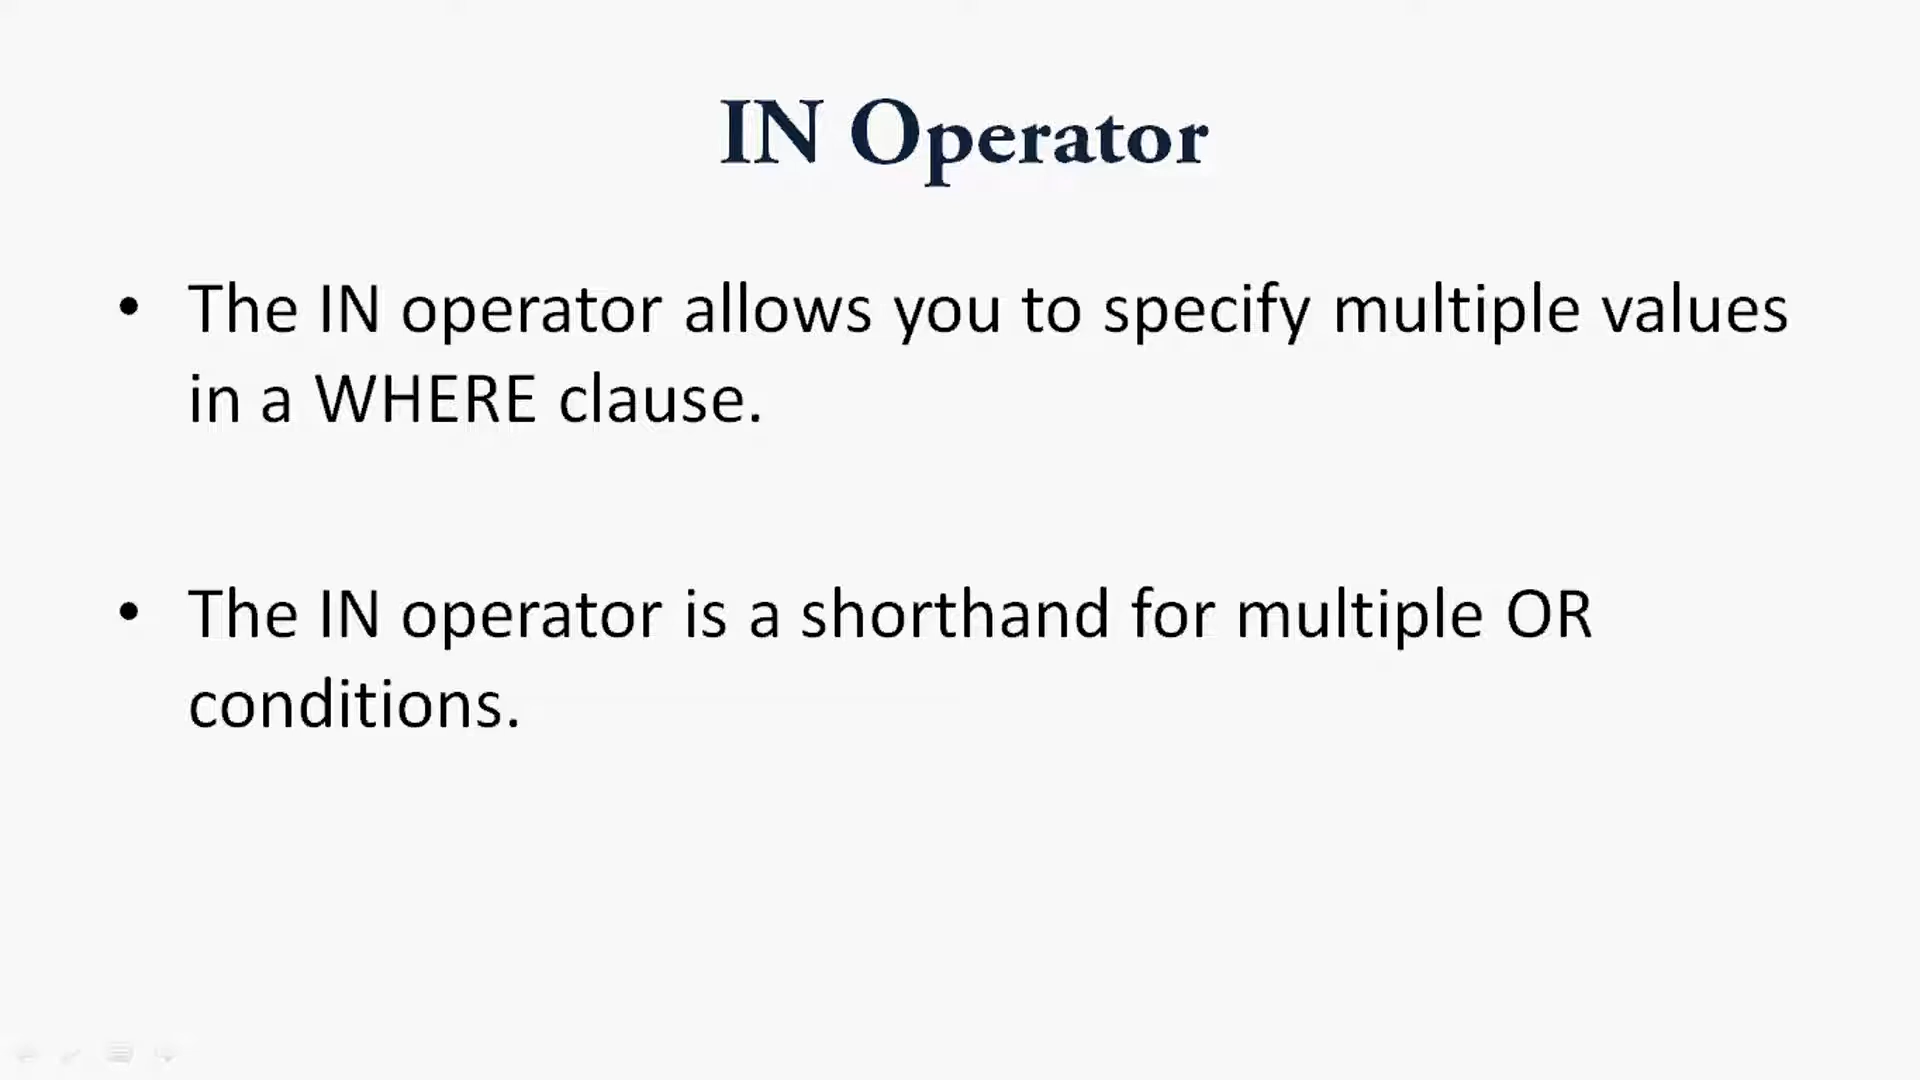 IN Operator
• The IN operator allows you to specify multiple values
in a WHERE clause.
• The IN operator is a shorthand for multiple OR
conditions.